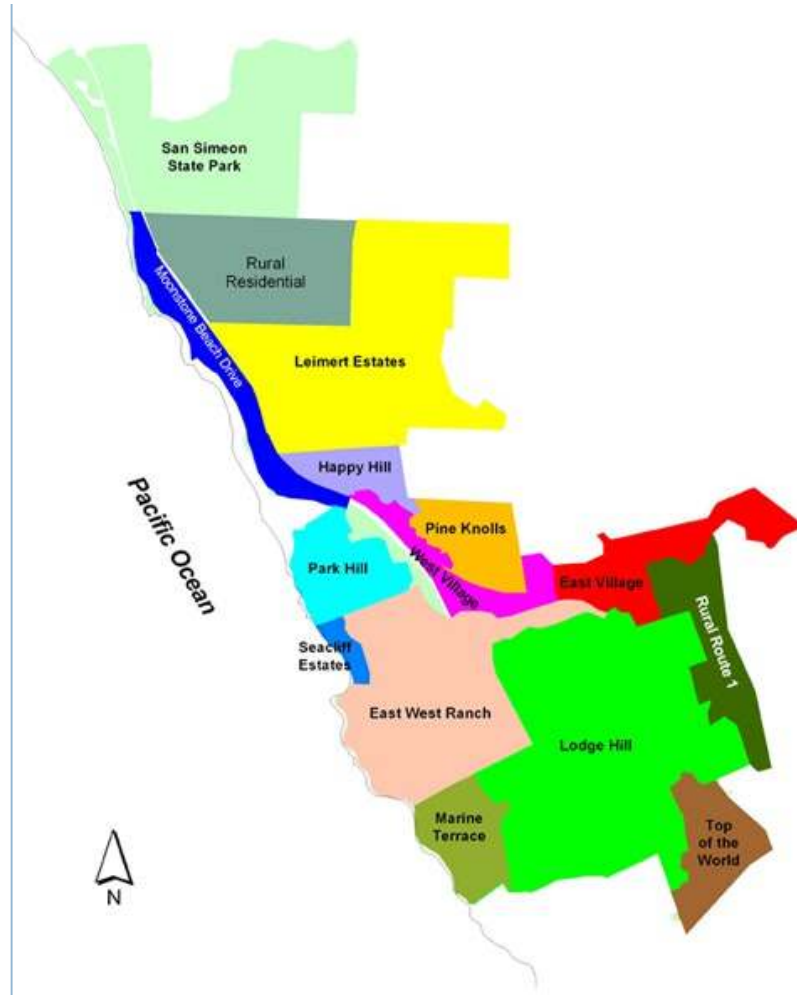 San Simeon
State Park
Rural
Residential
Moonstone Beach Drive
Leimert Estates
Happy Hill
Pacific Ocean
Pine Knolls
West Village
Park Hill
East Village
Rural Route 1
Seacliff
Estates
East West Ranch
Lodge Hill
Marine
Terrace
Top
of the
World
N